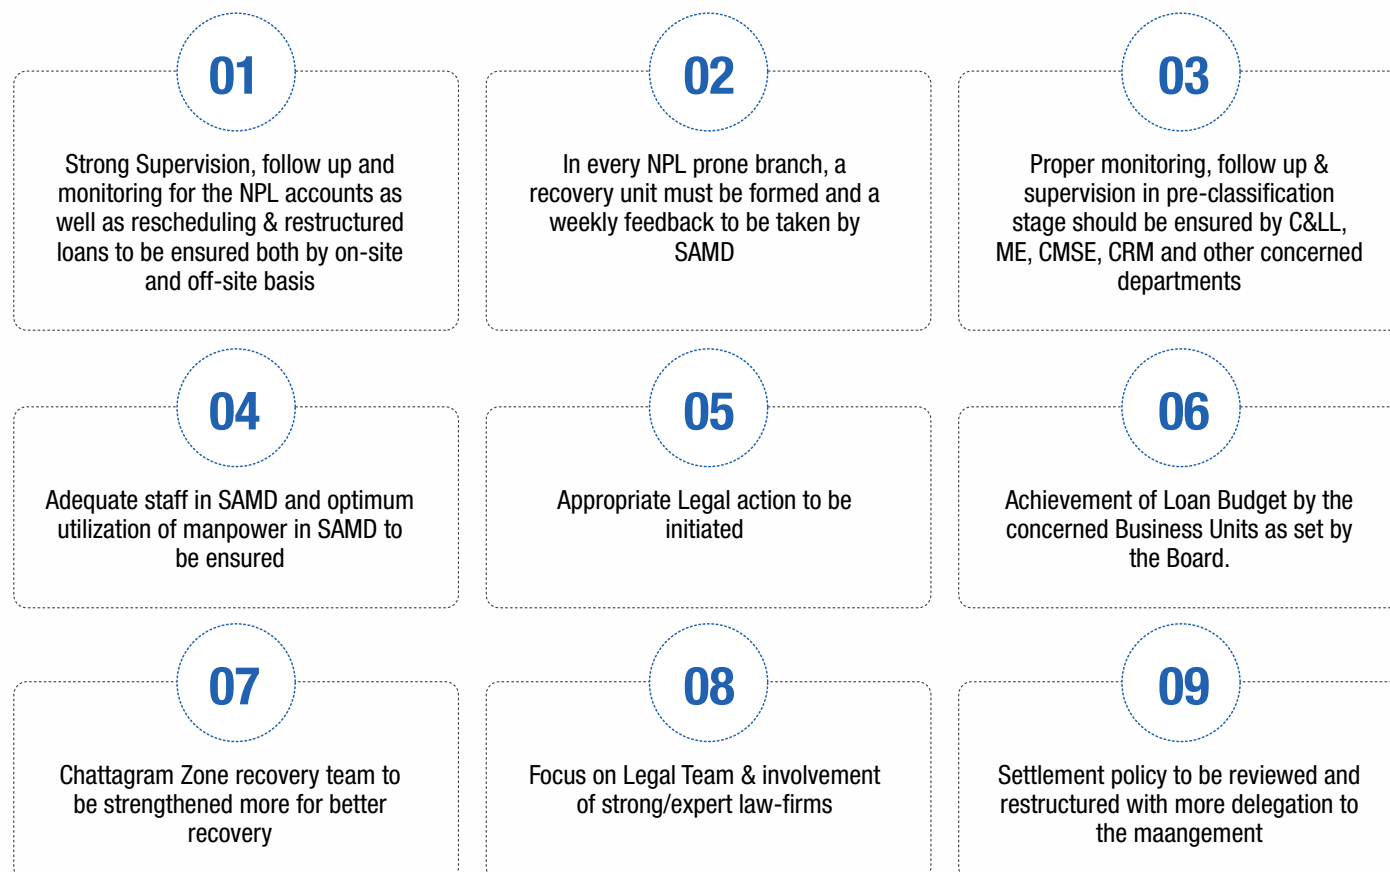 01
Strong Supervision, follow up and
monitoring for the NPL accounts as
well as rescheduling & restructured
loans to be ensured both by on-site
and off-site basis
02
In every NPL prone branch, a
recovery unit must be formed and a
weekly feedback to be taken by
SAMD
03
Proper monitoring, follow up &
supervision in pre-classification
stage should be ensured by C&LL,
ME, CMSE, CRM and other concerned
departments
04
Adequate staff in SAMD and optimum
utilization of manpower in SAMD to
be ensured
05
Appropriate Legal action to be
initiated
06
Achievement of Loan Budget by the
concerned Business Units as set by
the Board.
07
Chattagram Zone recovery team to
be strengthened more for better
recovery
08
Focus on Legal Team & involvement
of strong/expert law-firms
09
Settlement policy to be reviewed and
restructured with more delegation to
the maangement